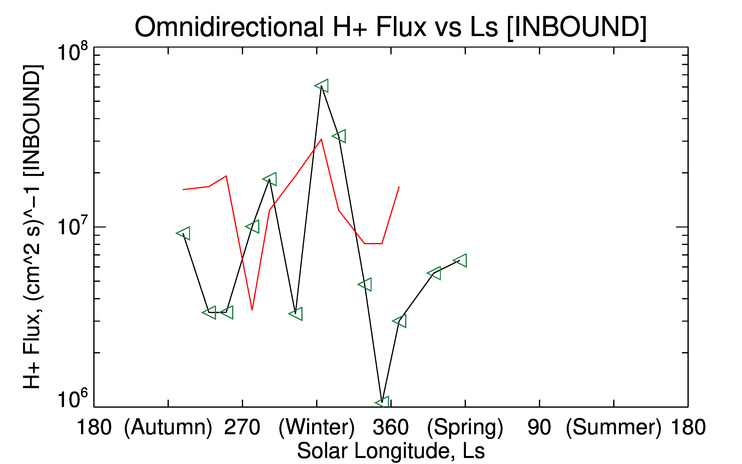 Omnidirectional H+ Flux vs Ls [INBOUND]
H+ Flux, (cm^2 s)^−1 [INBOUND]
10^8
10^7
10^6
180 (Autumn) 270 (Winter) 360 (Spring) 90 (Summer) 180
Solar Longitude, Ls